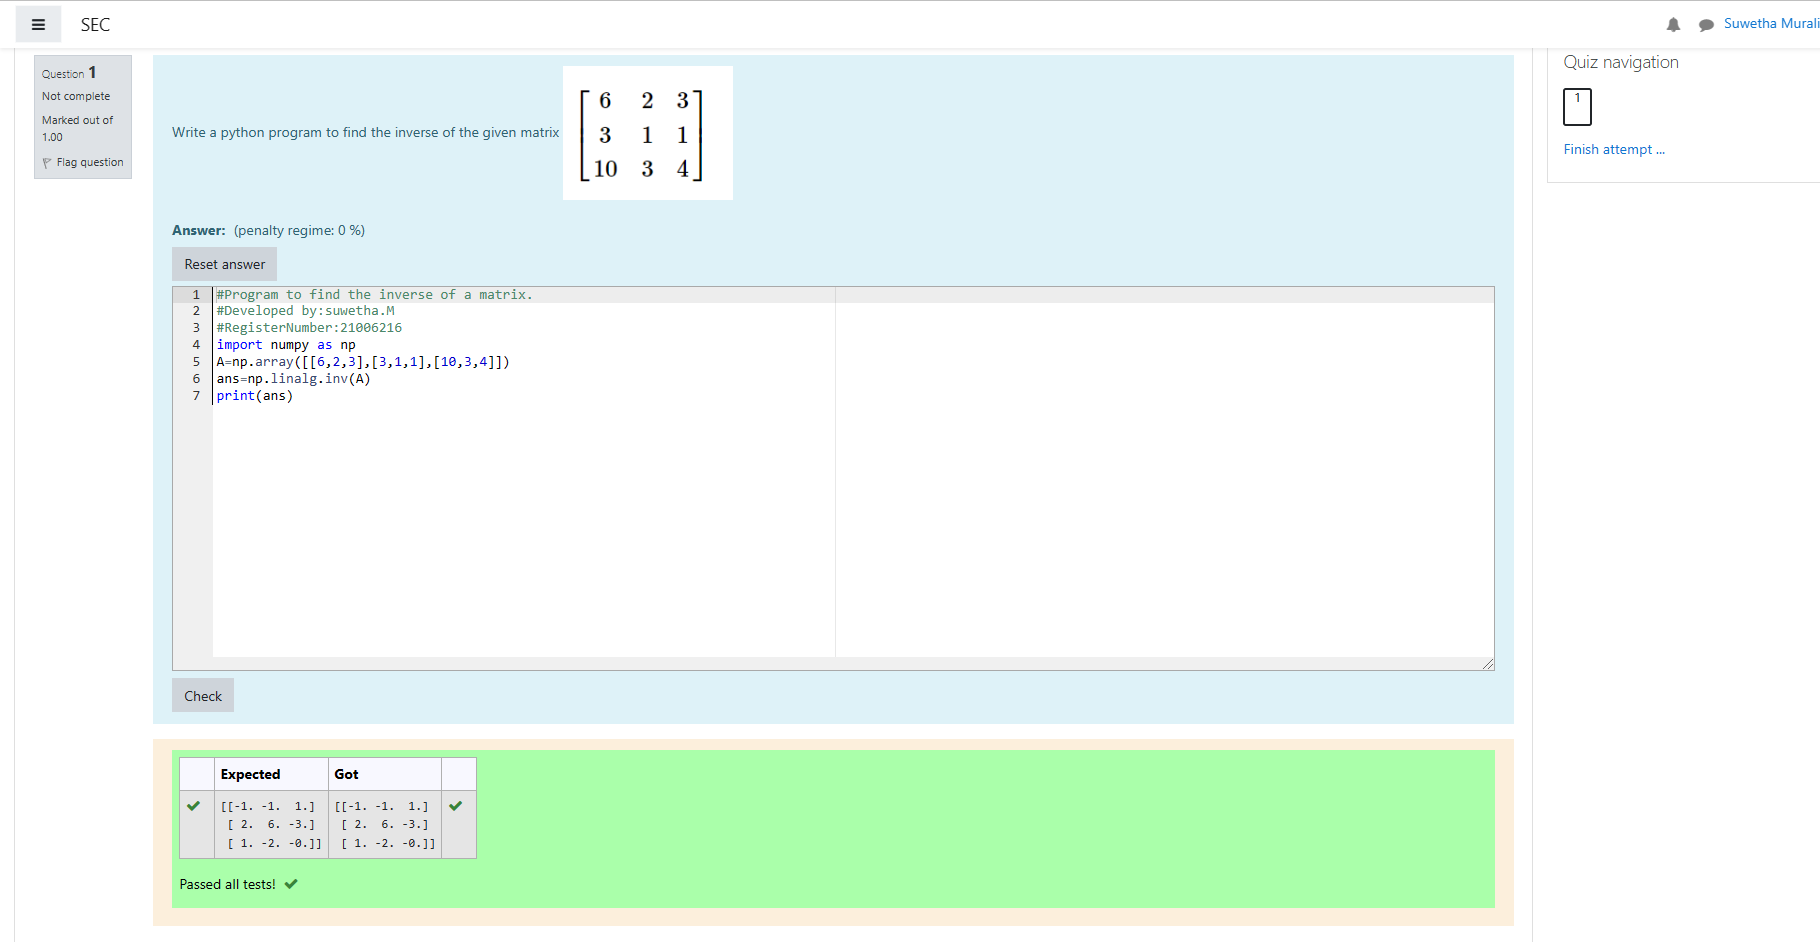 SEC
Suwetha Murali
Question 1
Not complete
Marked out of
1.00
Flag question
Write a python program to find the inverse of the given matrix
6 2 3
3 1 1
10 3 4
Answer: (penalty regime: 0 %)
Reset answer
1 #Program to find the inverse of a matrix.
2 #Developed by:suwetha.M
3 #RegisterNumber:21006216
4 import numpy as np
5 A=np.array([[6,2,3],[3,1,1],[10,3,4]])
6 ans=np.linalg.inv(A)
7 print(ans)
Check
Expected Got
[[-1. -1.  1.] [[-1. -1.  1.]
[ 2.  6. -3.] [ 2.  6. -3.]
[ 1. -2. -0.]] [ 1. -2. -0.]]
Passed all tests!
Quiz navigation
1
Finish attempt ...